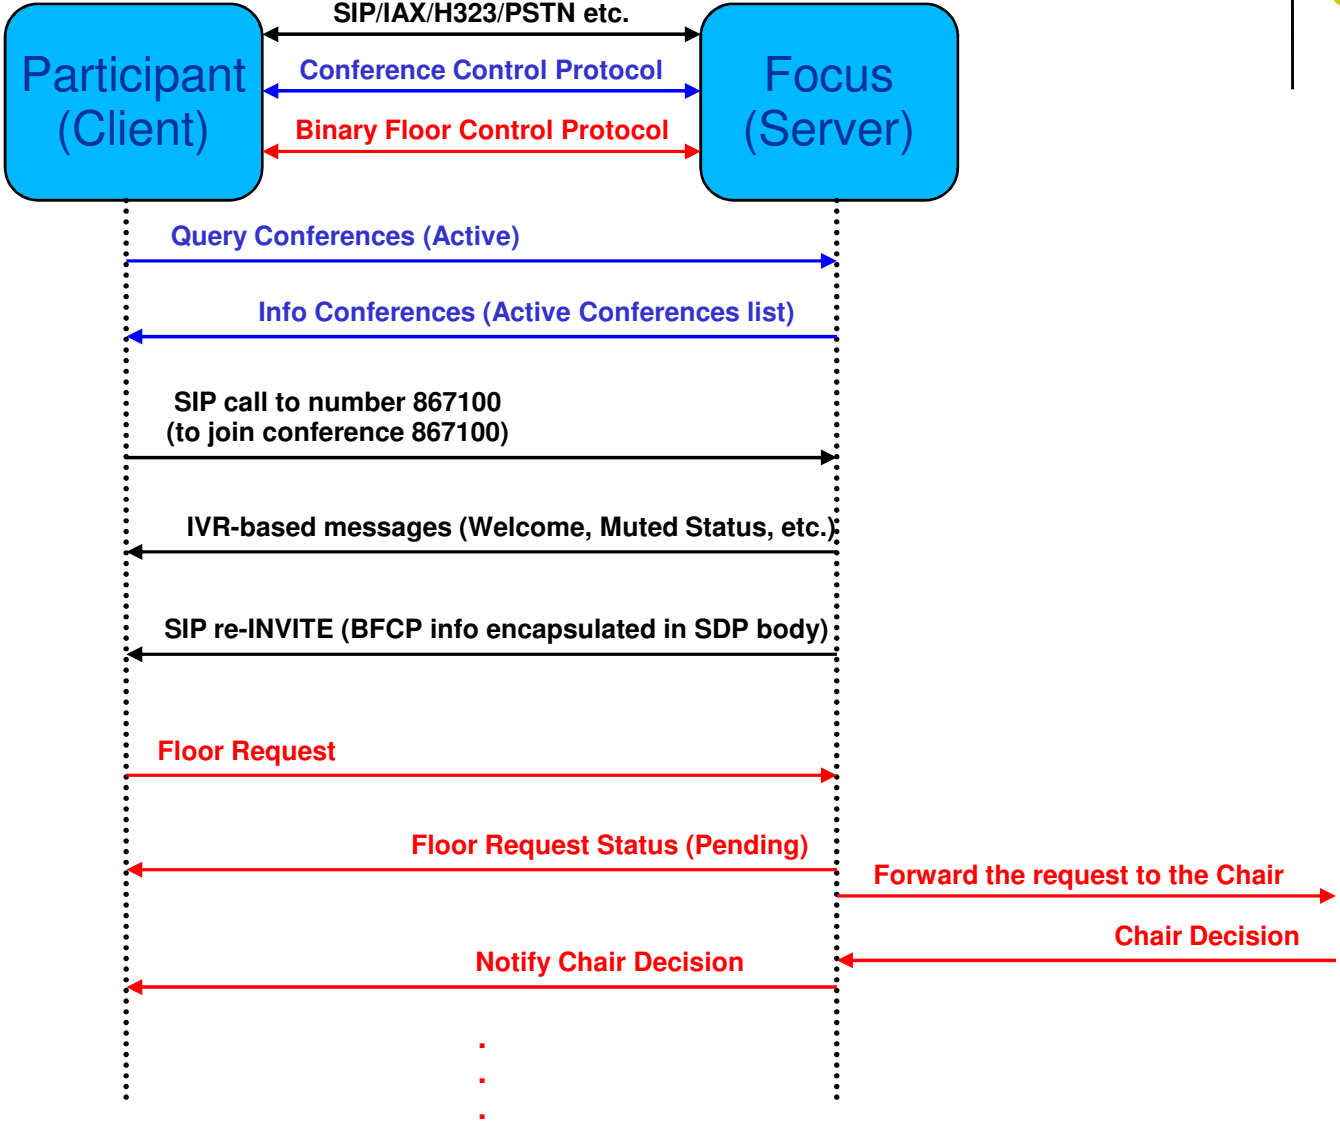 SIP/IAX/H323/PSTN etc.
Participant
(Client)
Conference Control Protocol
Focus
(Server)
Binary Floor Control Protocol
Query Conferences (Active)
Info Conferences (Active Conferences list)
SIP call to number 867100
(to join conference 867100)
IVR-based messages (Welcome, Muted Status, etc.)
SIP re-INVITE (BFCP info encapsulated in SDP body)
Floor Request
Floor Request Status (Pending)
Forward the request to the Chair
Chair Decision
Notify Chair Decision
.
.
.